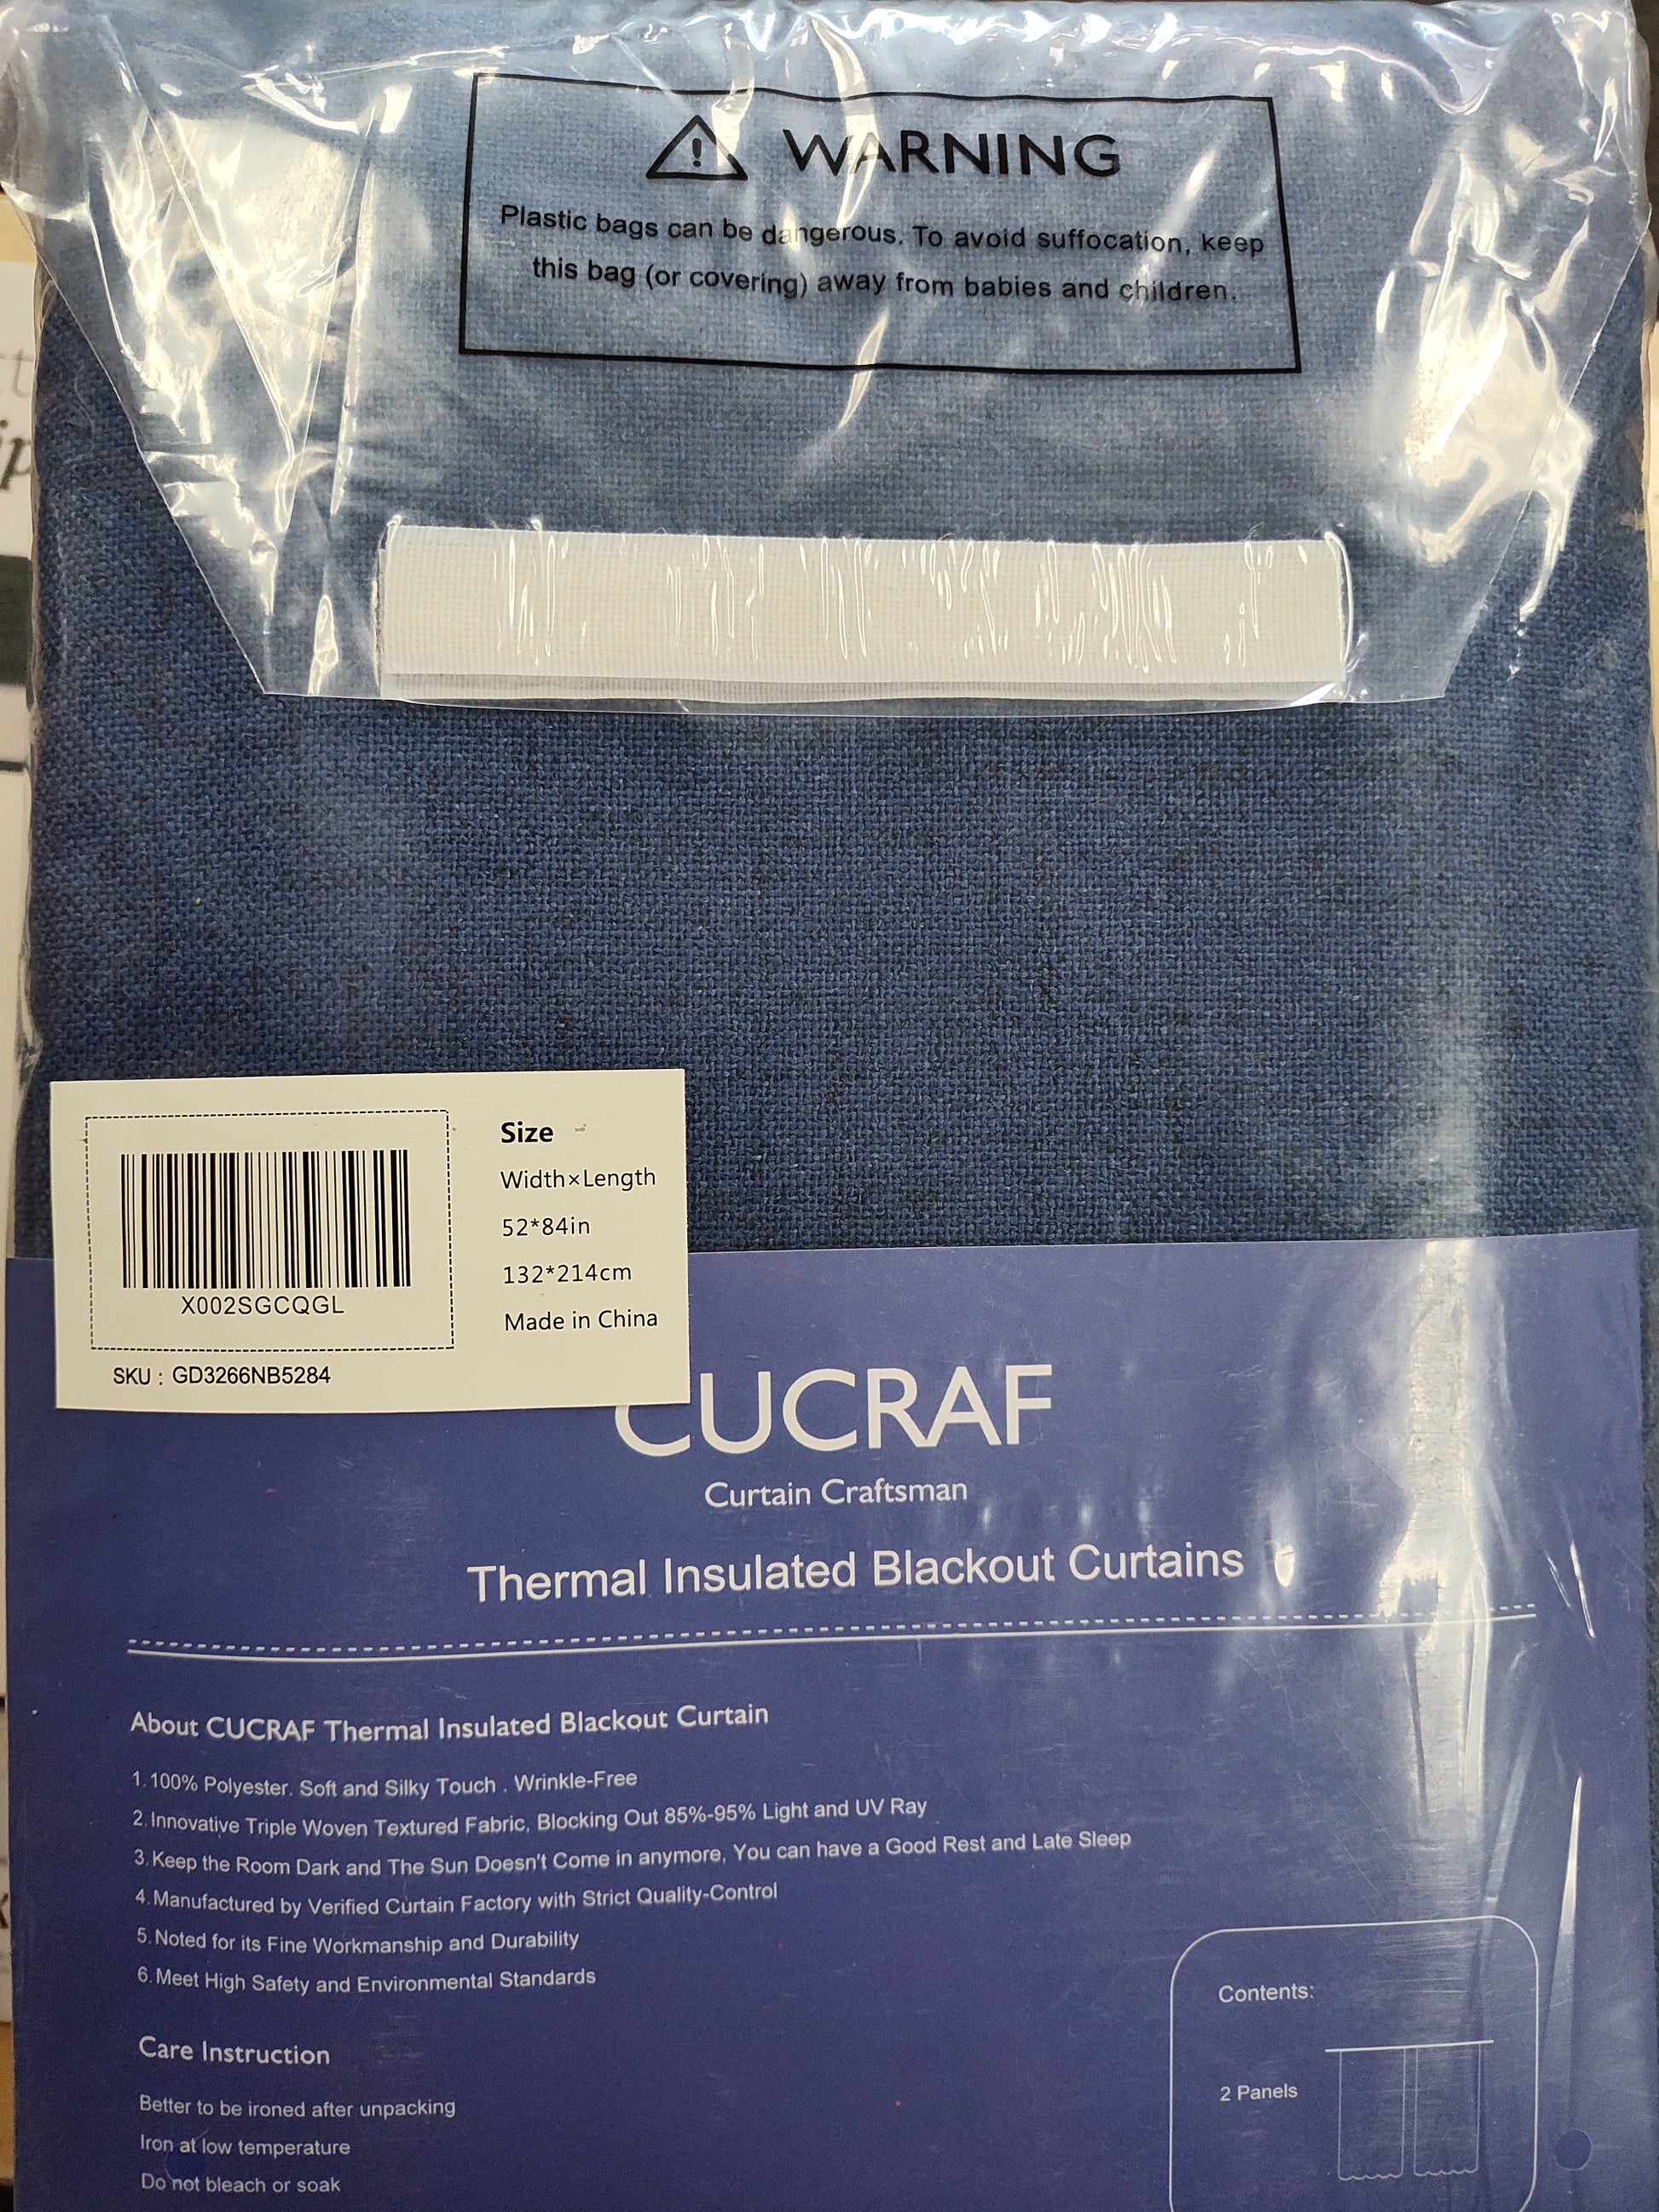 WARNING
Plastic bags can be dangerous. To avoid suffocation, keep
this bag (or covering) away from babies and children.
Size
Width×Length
52*84in
132*214cm
Made in China
X002SGCQGL
SKU : GD3266NB5284
CUCRAF
Curtain Craftsman
Thermal Insulated Blackout Curtains
About CUCRAF Thermal Insulated Blackout Curtain
1.100% Polyester. Soft and Silky Touch . Wrinkle-Free
2.Innovative Triple Woven Textured Fabric, Blocking Out 85%-95% Light and UV Ray
3.Keep the Room Dark and The Sun Doesn't Come in anymore, You can have a Good Rest and Late Sleep
4.Manufactured by Verified Curtain Factory with Strict Quality-Control
5.Noted for its Fine Workmanship and Durability
6.Meet High Safety and Environmental Standards
Care Instruction
Better to be ironed after unpacking
Iron at low temperature
Do not bleach or soak
Contents:
2 Panels